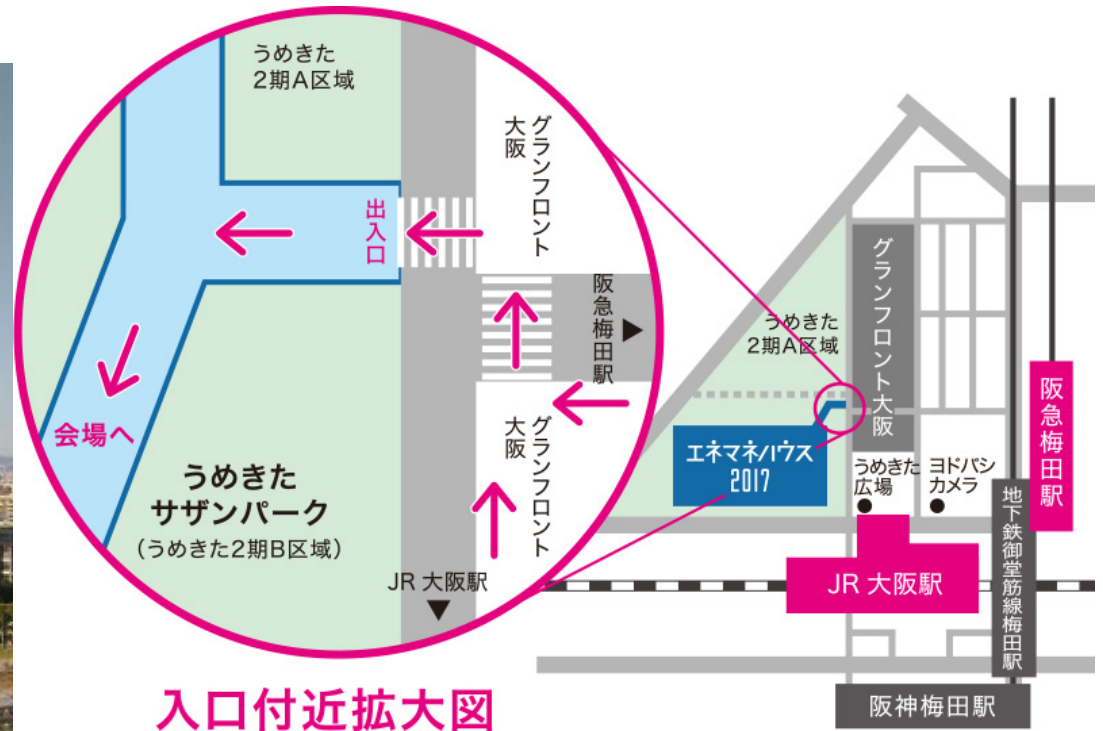 うめきた
2期A区域
グランフロント
大阪
出入口
阪急梅田駅
会場へ
うめきた
サザンパーク
(うめきた2期B区域)
グランフロント
大阪
JR 大阪駅
入口付近拡大図
うめきた
2期A区域
グランフロント大阪
エネマネハウス
2017
うめきた
広場
ヨドバシ
カメラ
阪急梅田駅
地下鉄御堂筋線梅田駅
JR 大阪駅
阪神梅田駅